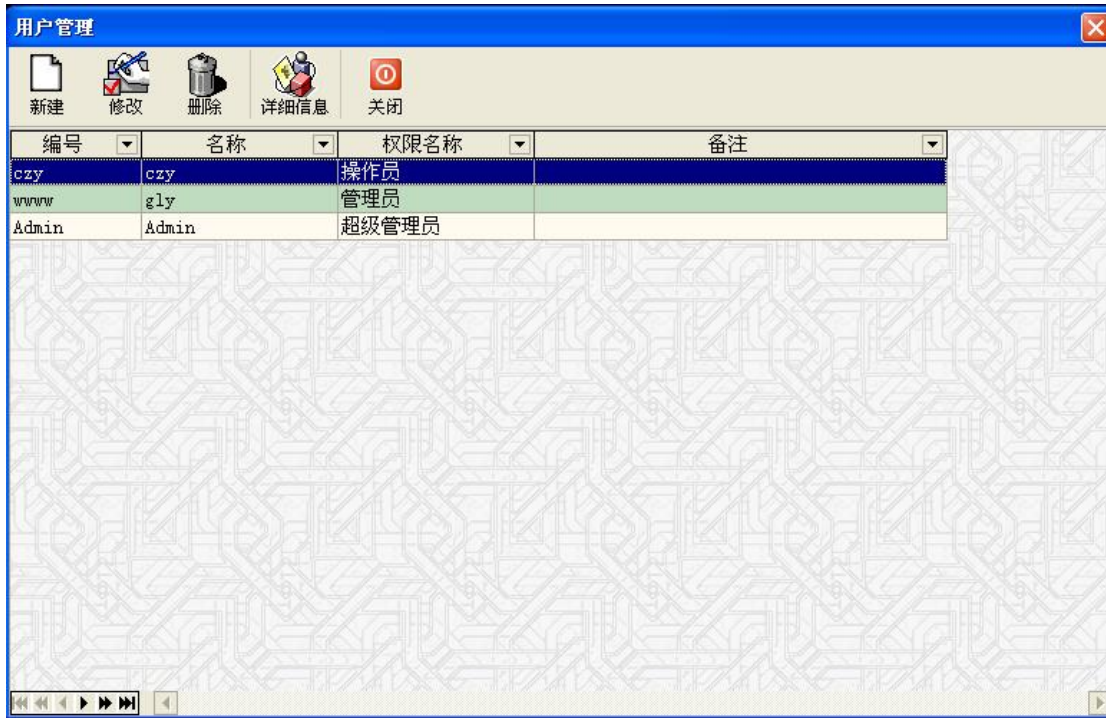 用户管理
新建 修改 删除 详细信息 关闭
编号 名称 权限名称 备注
czy czy 操作员
wwww gly 管理员
Admin Admin 超级管理员